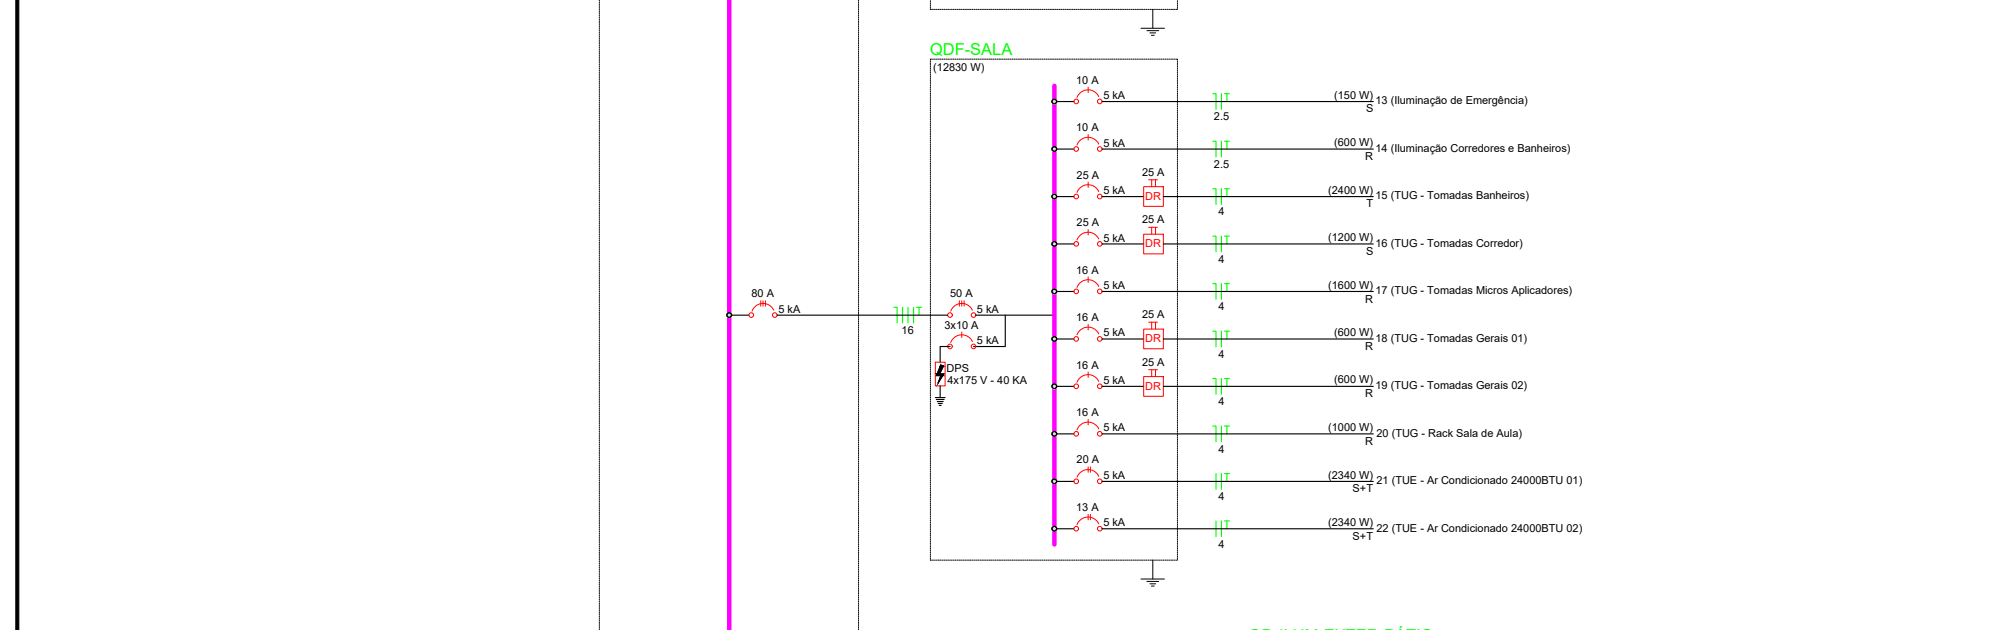 QDF-SALA
(12830 W)
10 A
5 kA
2.5
(150 W)
S
13 (Iluminação de Emergência)
10 A
5 kA
2.5
(600 W)
R
14 (Iluminação Corredores e Banheiros)
25 A
5 kA
25 A
DR
4
(2400 W)
T
15 (TUG - Tomadas Banheiros)
25 A
5 kA
25 A
DR
4
(1200 W)
S
16 (TUG - Tomadas Corredor)
16 A
5 kA
4
(1600 W)
R
17 (TUG - Tomadas Micros Aplicadores)
80 A
5 kA
16
50 A
5 kA
3x10 A
5 kA
DPS
4x175 V - 40 KA
16 A
5 kA
25 A
DR
4
(600 W)
R
18 (TUG - Tomadas Gerais 01)
16 A
5 kA
25 A
DR
4
(600 W)
R
19 (TUG - Tomadas Gerais 02)
16 A
5 kA
4
(1000 W)
R
20 (TUG - Rack Sala de Aula)
20 A
5 kA
4
(2340 W)
S+T
21 (TUE - Ar Condicionado 24000BTU 01)
13 A
5 kA
4
(2340 W)
S+T
22 (TUE - Ar Condicionado 24000BTU 02)